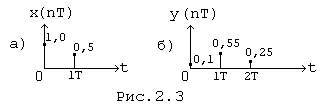 x(nT)
y(nT)
а)
1,0
0,5
0
1T
t
б)
0,1
0,55
0,25
0
1T
2T
t
Рис.2.3